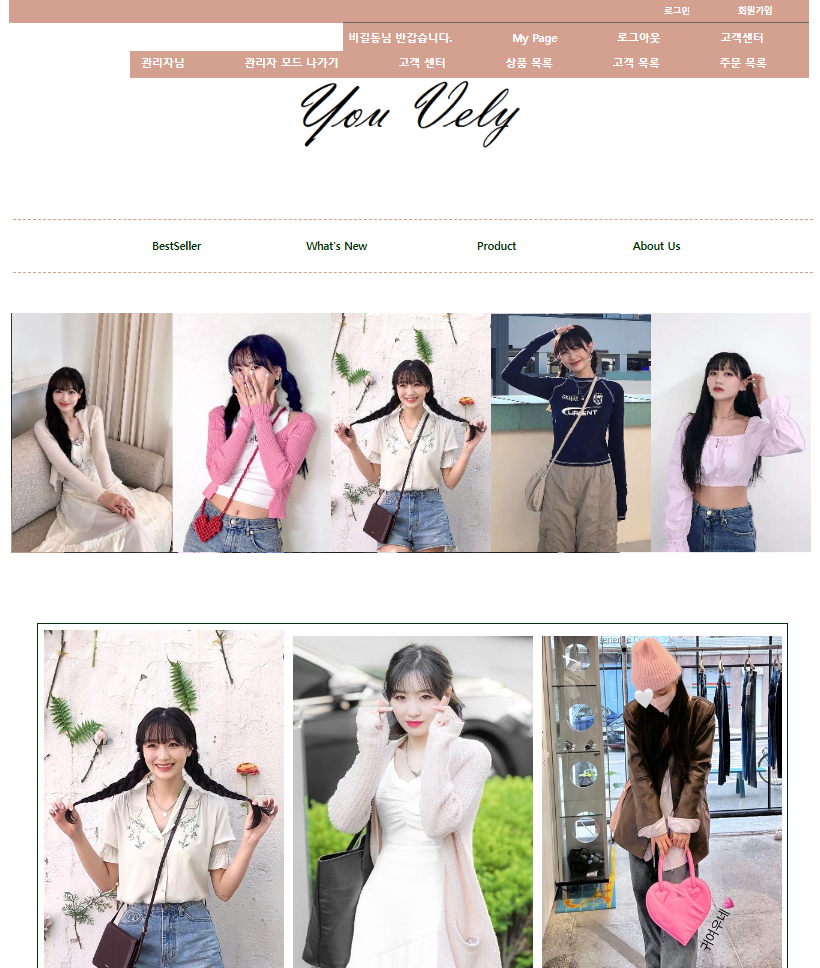 로그인 회원가입
비길동님 반갑습니다. My Page 로그아웃 고객센터
관리자님 관리자 모드 나가기 고객 센터 상품 목록 고객 목록 주문 목록
You Vely
BestSeller What's New Product About Us
귀여우네